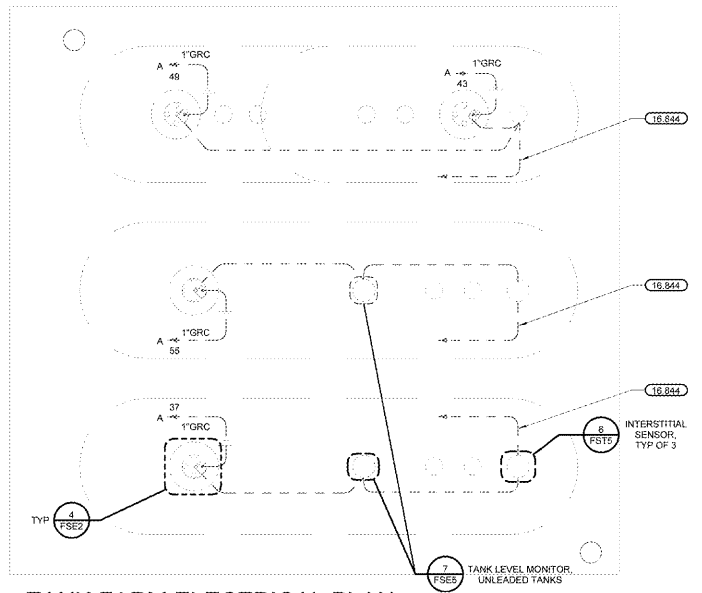 1"GRC
A
49
1"GRC
A
43
16.844
16.844
1"GRC
A
55
16.844
37
A
1"GRC
6
FST5
INTERSTITIAL
SENSOR,
TYP OF 3
TYP
4
FSE2
7
FSE5
TANK LEVEL MONITOR,
UNLEADED TANKS